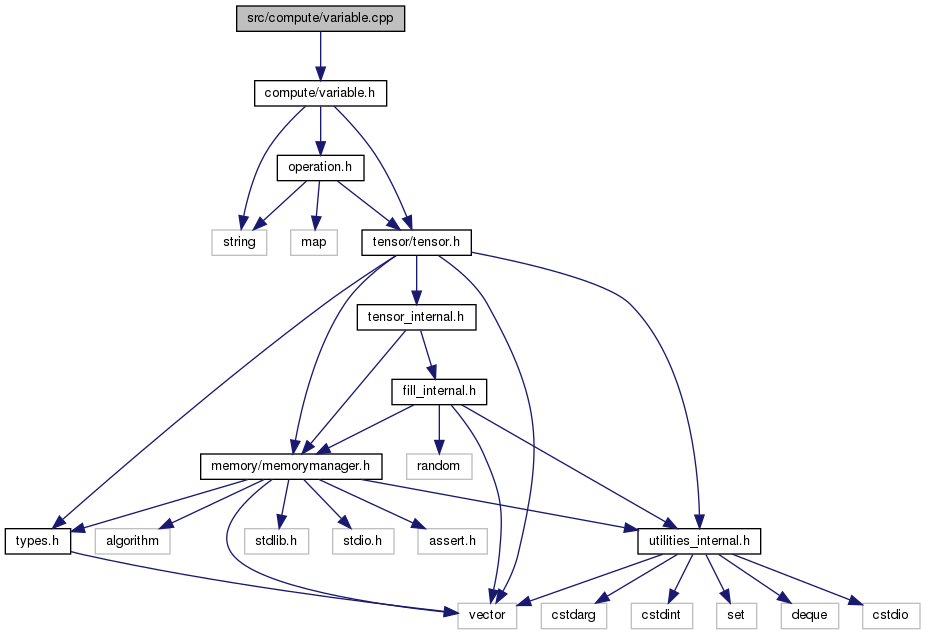 src/compute/variable.cpp
compute/variable.h
operation.h
string
map
tensor/tensor.h
tensor_internal.h
fill_internal.h
memory/memorymanager.h
random
types.h
algorithm
stdlib.h
stdio.h
assert.h
utilities_internal.h
vector
cstdarg
cstdint
set
deque
cstdio